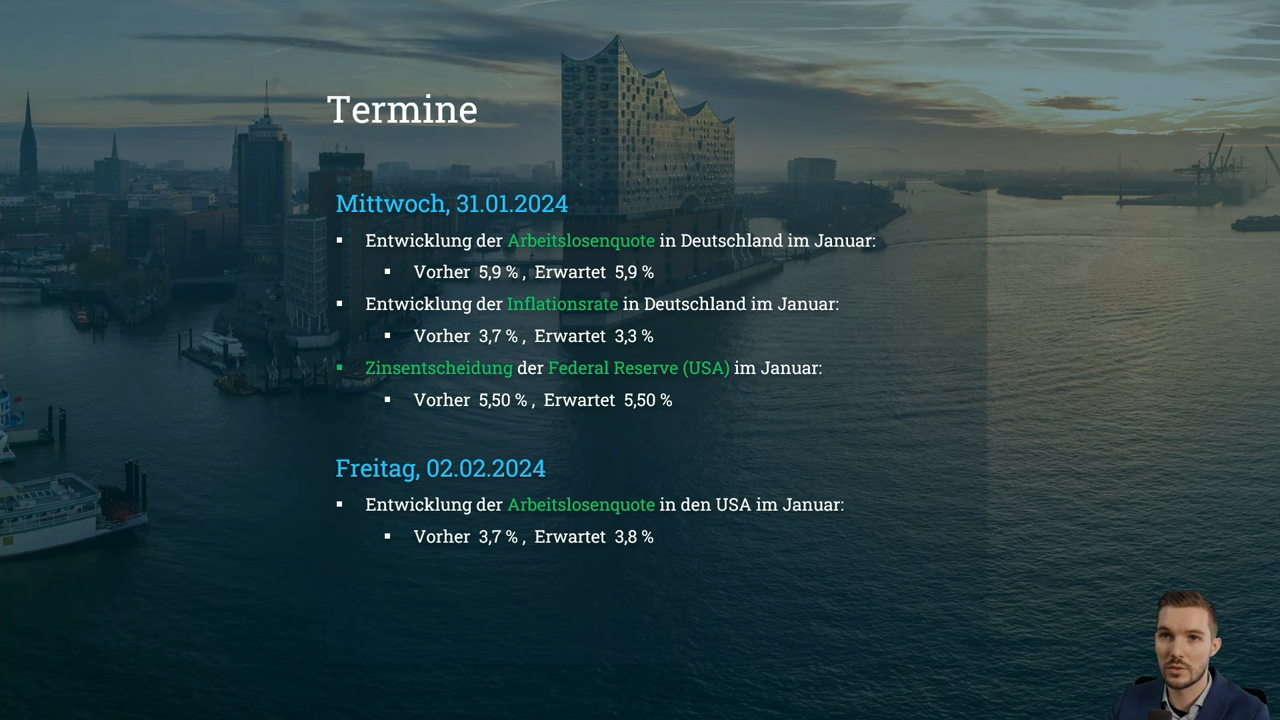 Termine
Mittwoch, 31.01.2024
▪ Entwicklung der Arbeitslosenquote in Deutschland im Januar:
▪ Vorher 5,9 % , Erwartet 5,9 %
▪ Entwicklung der Inflationsrate in Deutschland im Januar:
▪ Vorher 3,7 % , Erwartet 3,3 %
▪ Zinsentscheidung der Federal Reserve (USA) im Januar:
▪ Vorher 5,50 % , Erwartet 5,50 %
Freitag, 02.02.2024
▪ Entwicklung der Arbeitslosenquote in den USA im Januar:
▪ Vorher 3,7 % , Erwartet 3,8 %